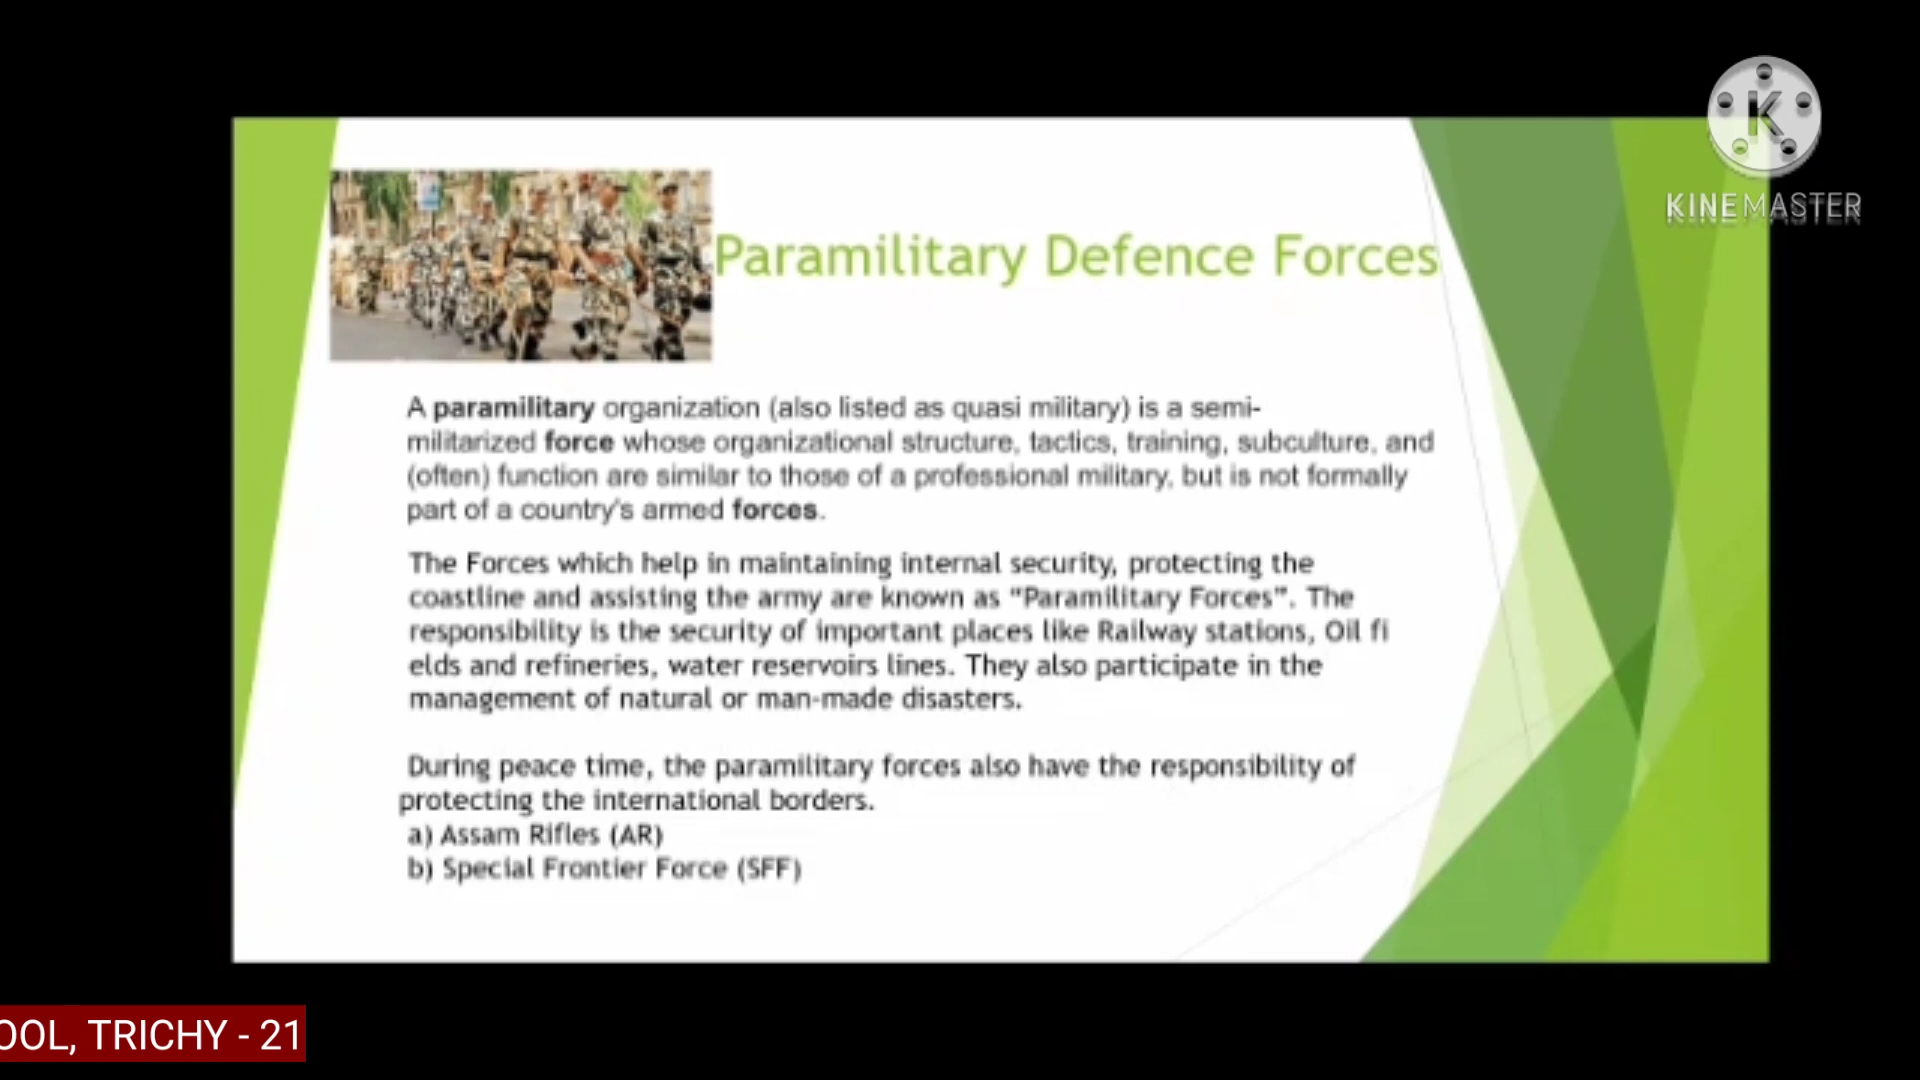 K
KINEMASTER
Paramilitary Defence Forces
A paramilitary organization (also listed as quasi military) is a semi-
militarized force whose organizational structure, tactics, training, subculture, and
(often) function are similar to those of a professional military, but is not formally
part of a country's armed forces.
The Forces which help in maintaining internal security, protecting the
coastline and assisting the army are known as “Paramilitary Forces”. The
responsibility is the security of important places like Railway stations, Oil fi
elds and refineries, water reservoirs lines. They also participate in the
management of natural or man-made disasters.
During peace time, the paramilitary forces also have the responsibility of
protecting the international borders.
a) Assam Rifles (AR)
b) Special Frontier Force (SFF)
OOL, TRICHY - 21